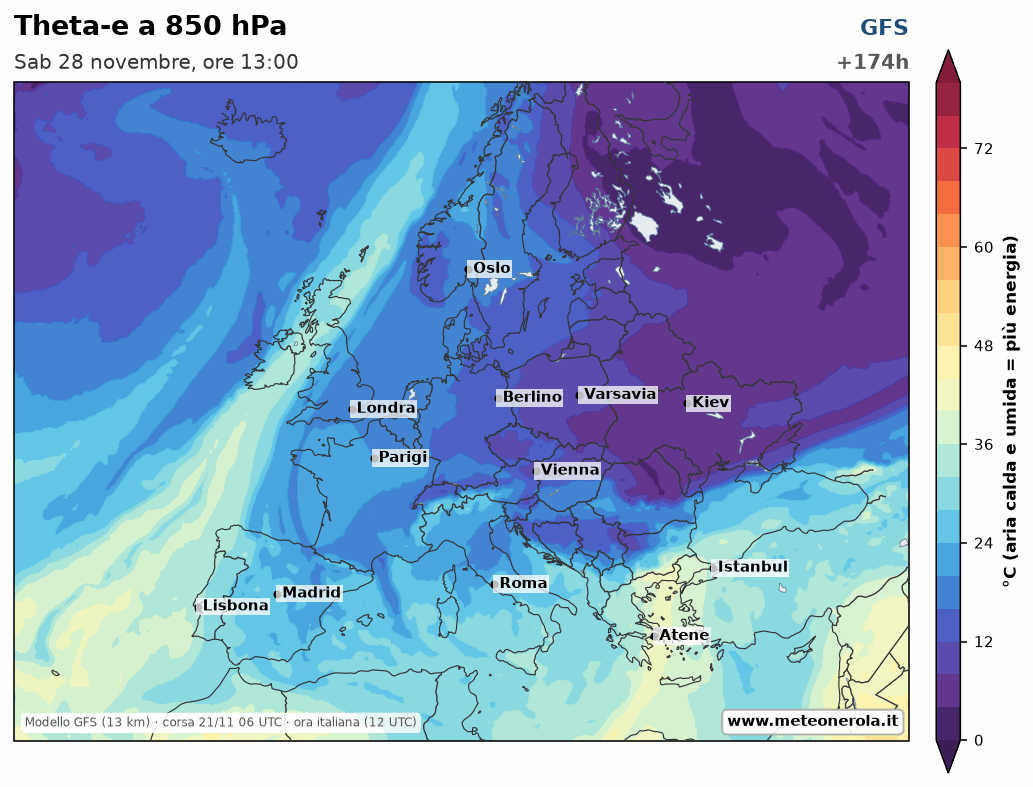 Theta-e a 850 hPa
GFS
Sab 28 novembre, ore 13:00
+174h
72
60
48
36
24
12
0
°C (aria calda e umida = più energia)
Oslo
Berlino
Varsavia
Kiev
Londra
Parigi
Vienna
Istanbul
Roma
Madrid
Lisbona
Atene
Modello GFS (13 km) · corsa 21/11 06 UTC · ora italiana (12 UTC)
www.meteonerola.it